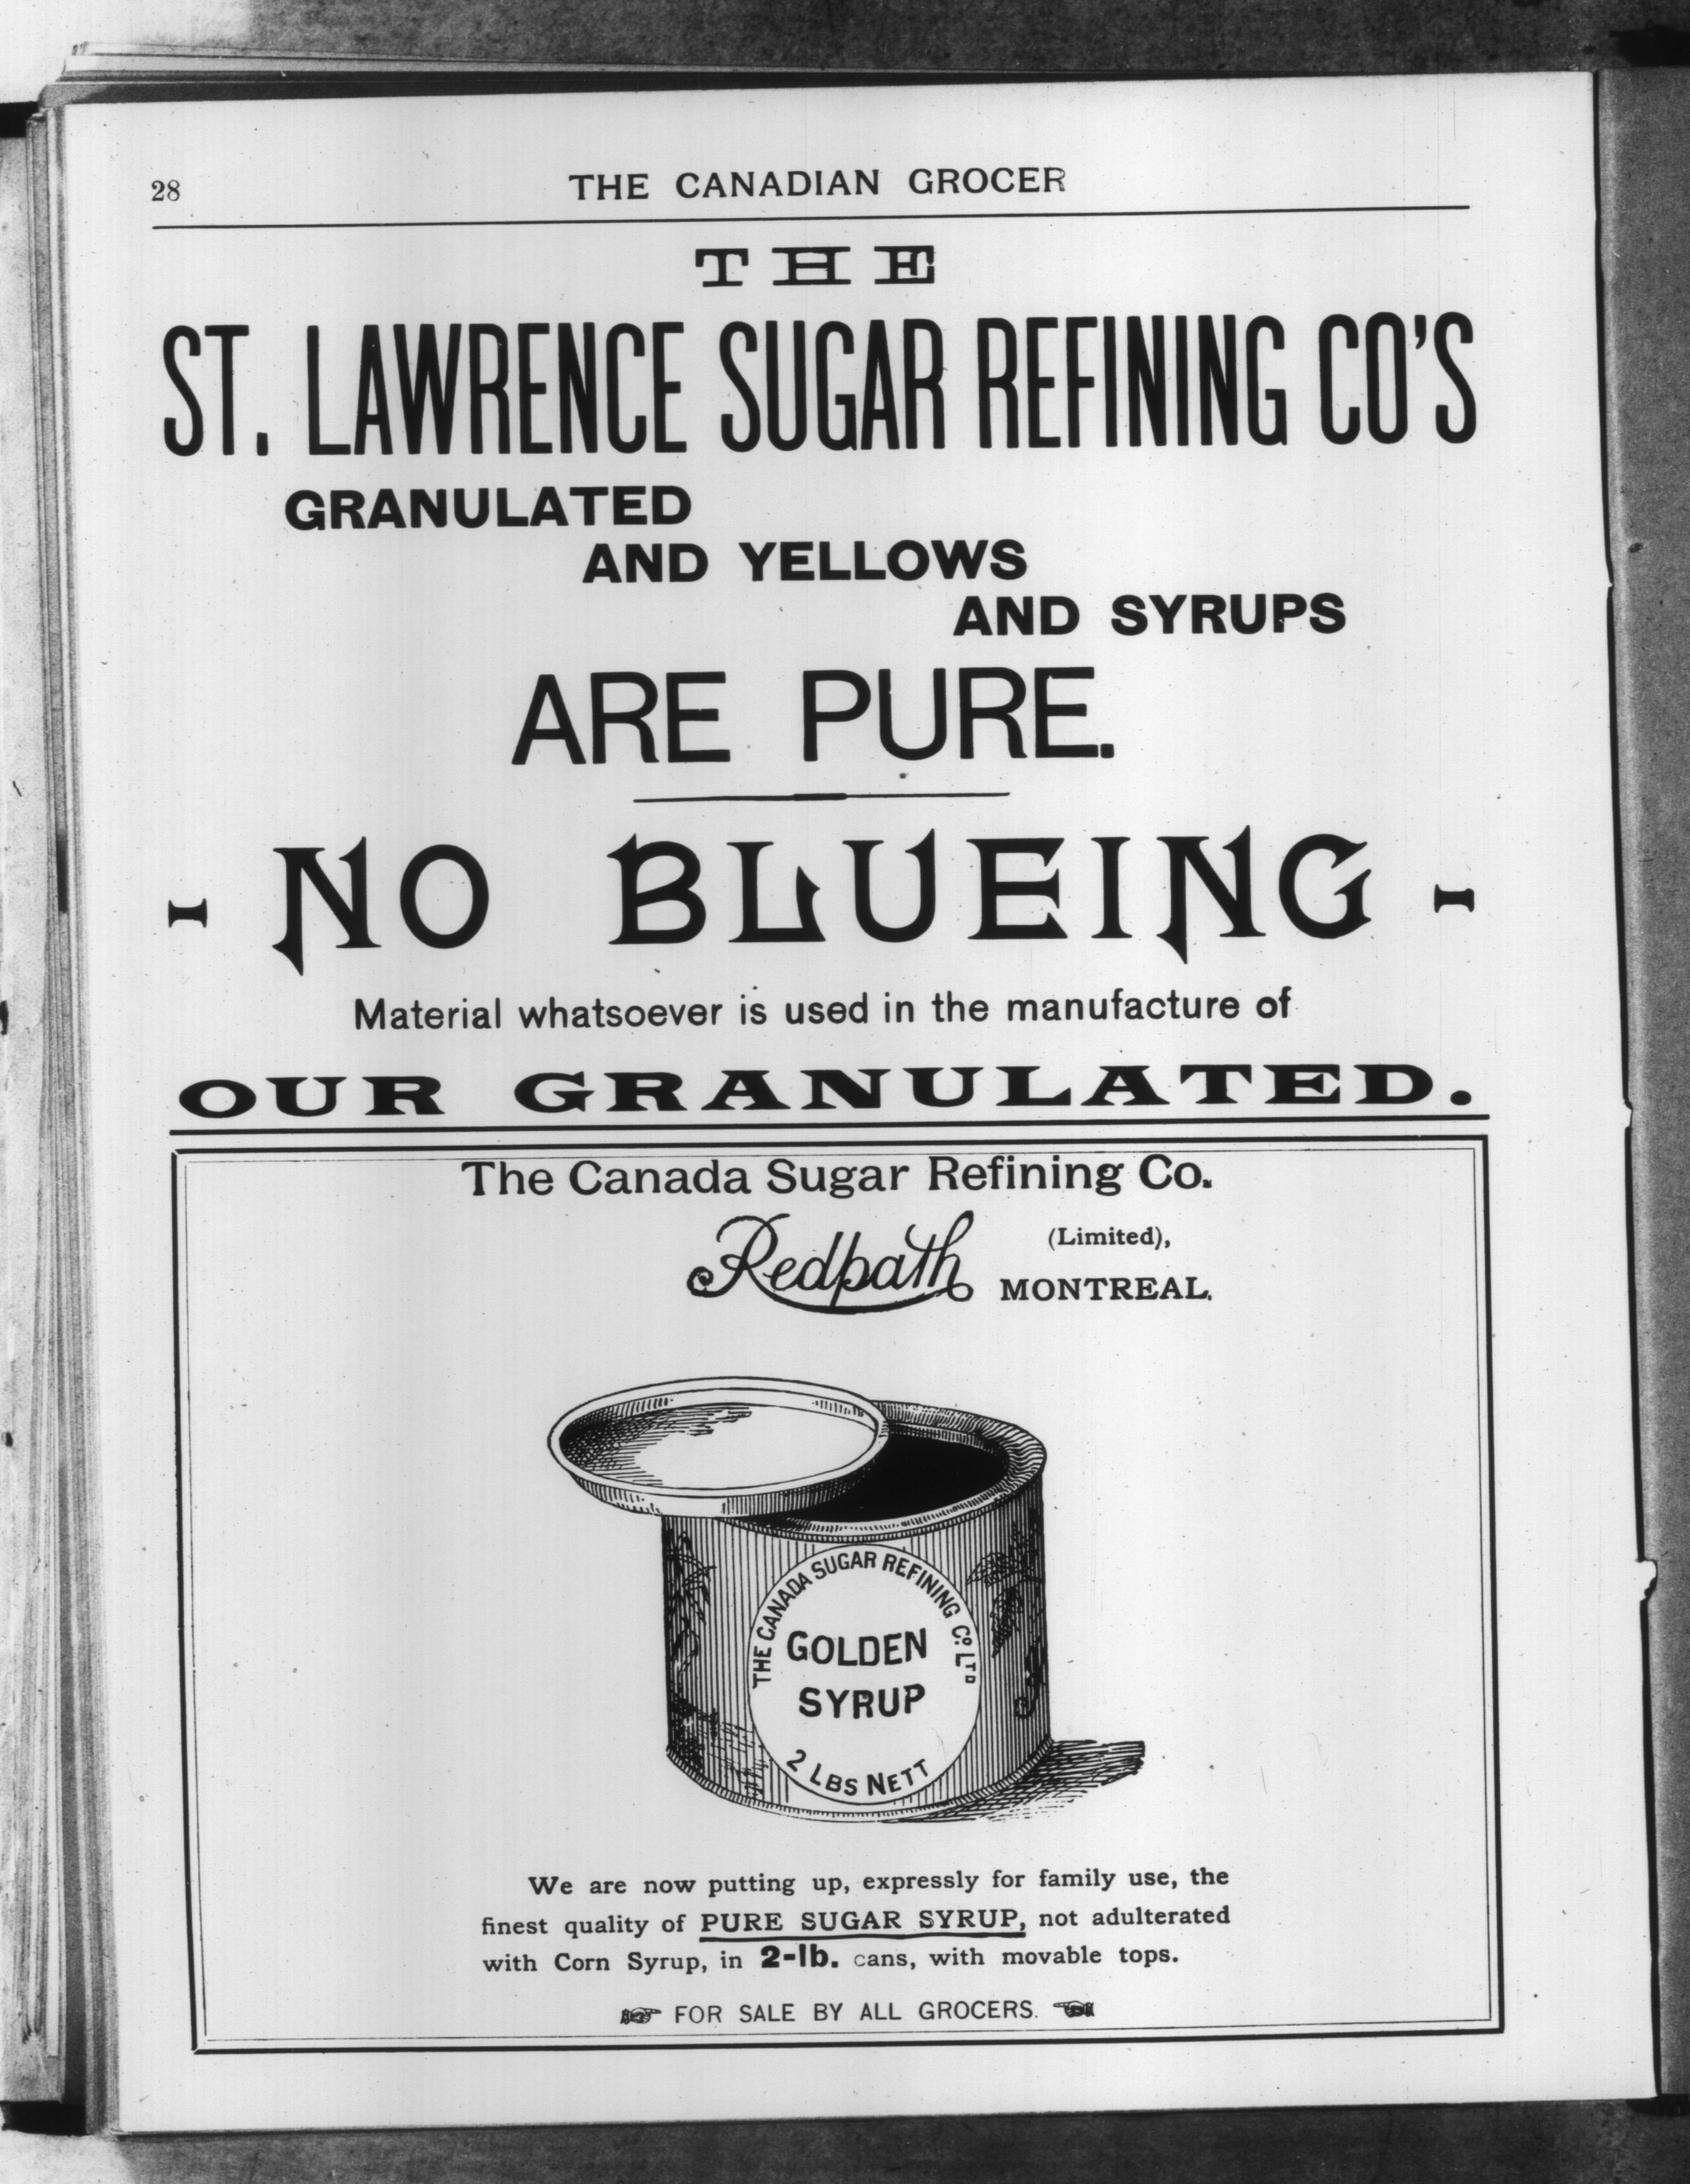 28
THE CANADIAN GROCER
THE
ST. LAWRENCE SUGAR REFINING CO'S
GRANULATED
AND YELLOWS
AND SYRUPS
ARE PURE.
- NO BLUEING -
Material whatsoever is used in the manufacture of
OUR GRANULATED.
The Canada Sugar Refining Co.
(Limited),
Redpath
MONTREAL.
THE CANADA SUGAR REFINING Co. LTD
GOLDEN
SYRUP
2 LBS NETT
We are now putting up, expressly for family use, the
finest quality of PURE SUGAR SYRUP, not adulterated
with Corn Syrup, in 2-lb. cans, with movable tops.
FOR SALE BY ALL GROCERS.